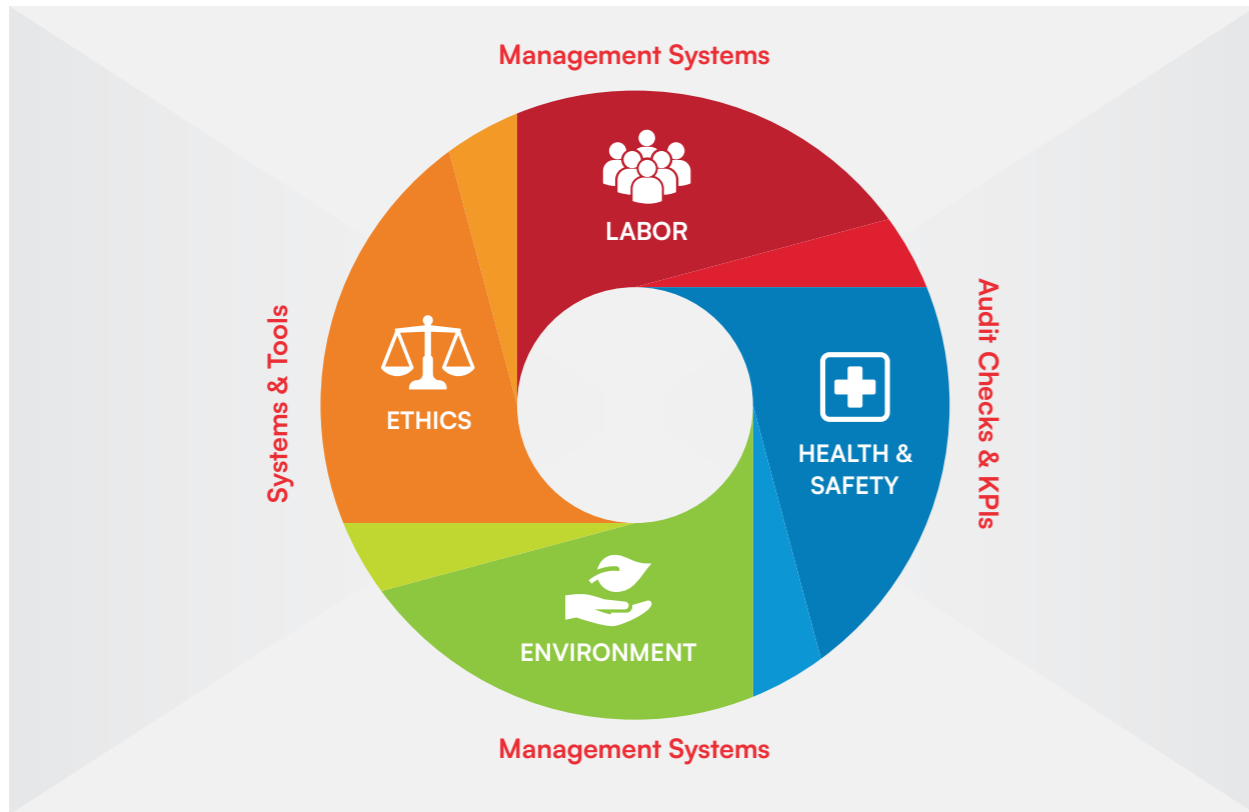 Management Systems
LABOR
Systems & Tools
ETHICS
HEALTH &
SAFETY
Audit Checks & KPIs
ENVIRONMENT
Management Systems